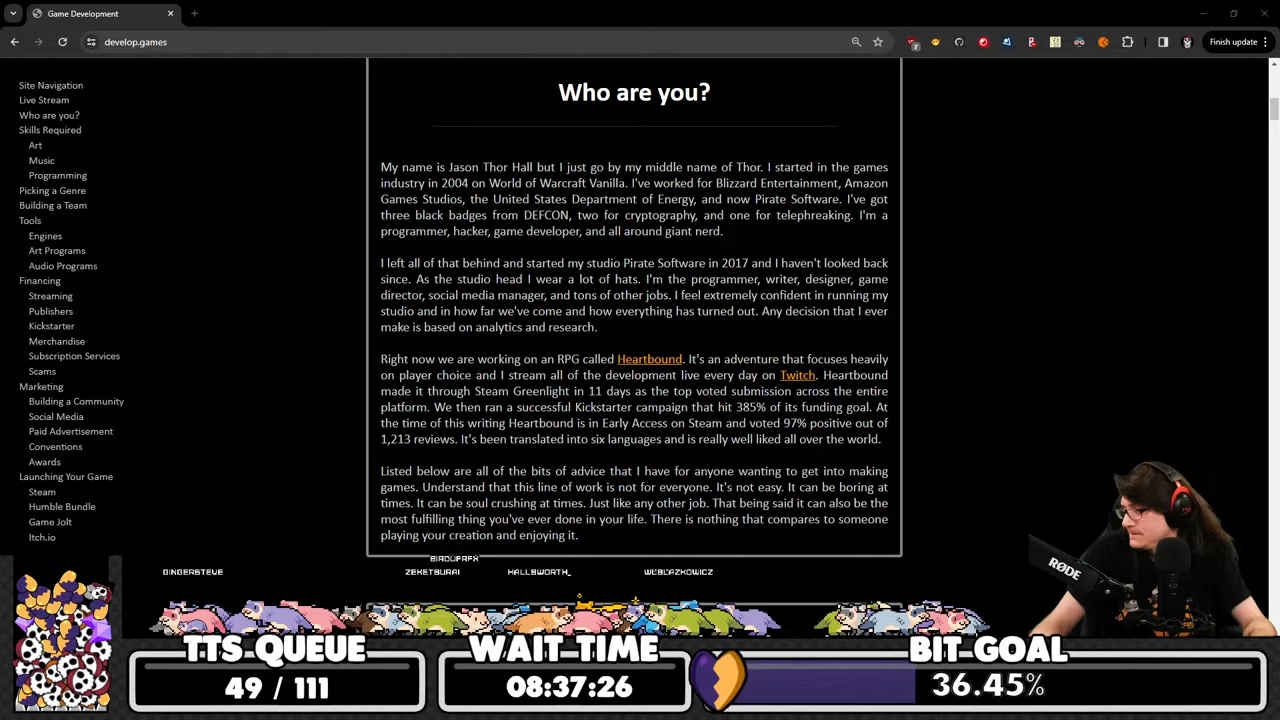 Game Development
develop.games
Finish update
Site Navigation
Live Stream
Who are you?
Skills Required
Art
Music
Programming
Picking a Genre
Building a Team
Tools
Engines
Art Programs
Audio Programs
Financing
Streaming
Publishers
Kickstarter
Merchandise
Subscription Services
Scams
Marketing
Building a Community
Social Media
Paid Advertisement
Conventions
Awards
Launching Your Game
Steam
Humble Bundle
Game Jolt
Itch.io
Who are you?
My name is Jason Thor Hall but I just go by my middle name of Thor. I started in the games
industry in 2004 on World of Warcraft Vanilla. I've worked for Blizzard Entertainment, Amazon
Games Studios, the United States Department of Energy, and now Pirate Software. I've got
three black badges from DEFCON, two for cryptography, and one for telephreaking. I'm a
programmer, hacker, game developer, and all around giant nerd.
I left all of that behind and started my studio Pirate Software in 2017 and I haven't looked back
since. As the studio head I wear a lot of hats. I'm the programmer, writer, designer, game
director, social media manager, and tons of other jobs. I feel extremely confident in running my
studio and in how far we've come and how everything has turned out. Any decision that I ever
make is based on analytics and research.
Right now we are working on an RPG called Heartbound. It's an adventure that focuses heavily
on player choice and I stream all of the development live every day on Twitch. Heartbound
made it through Steam Greenlight in 11 days as the top voted submission across the entire
platform. We then ran a successful Kickstarter campaign that hit 385% of its funding goal. At
the time of this writing Heartbound is in Early Access on Steam and voted 97% positive out of
1,213 reviews. It's been translated into six languages and is really well liked all over the world.
Listed below are all of the bits of advice that I have for anyone wanting to get into making
games. Understand that this line of work is not for everyone. It's not easy. It can be boring at
times. It can be soul crushing at times. Just like any other job. That being said it can also be the
most fulfilling thing you've ever done in your life. There is nothing that compares to someone
playing your creation and enjoying it.
RØDE
GINGERSTEVE
ZEKETSURAI
HALLSWORTH_
TTS QUEUE
49 / 111
WAIT TIME
08:37:26
BIT GOAL
36.45%